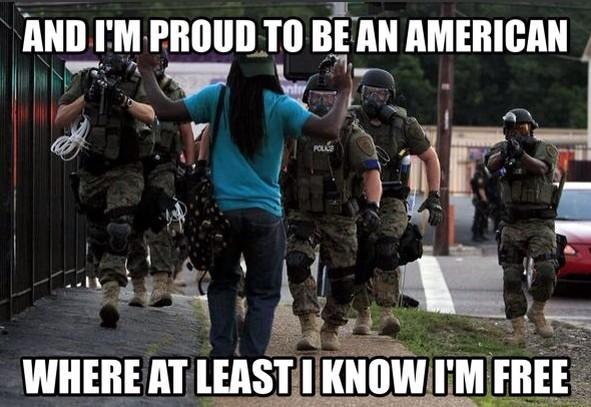 AND I'M PROUD TO BE AN AMERICAN
POLICE
WHERE AT LEAST I KNOW I'M FREE